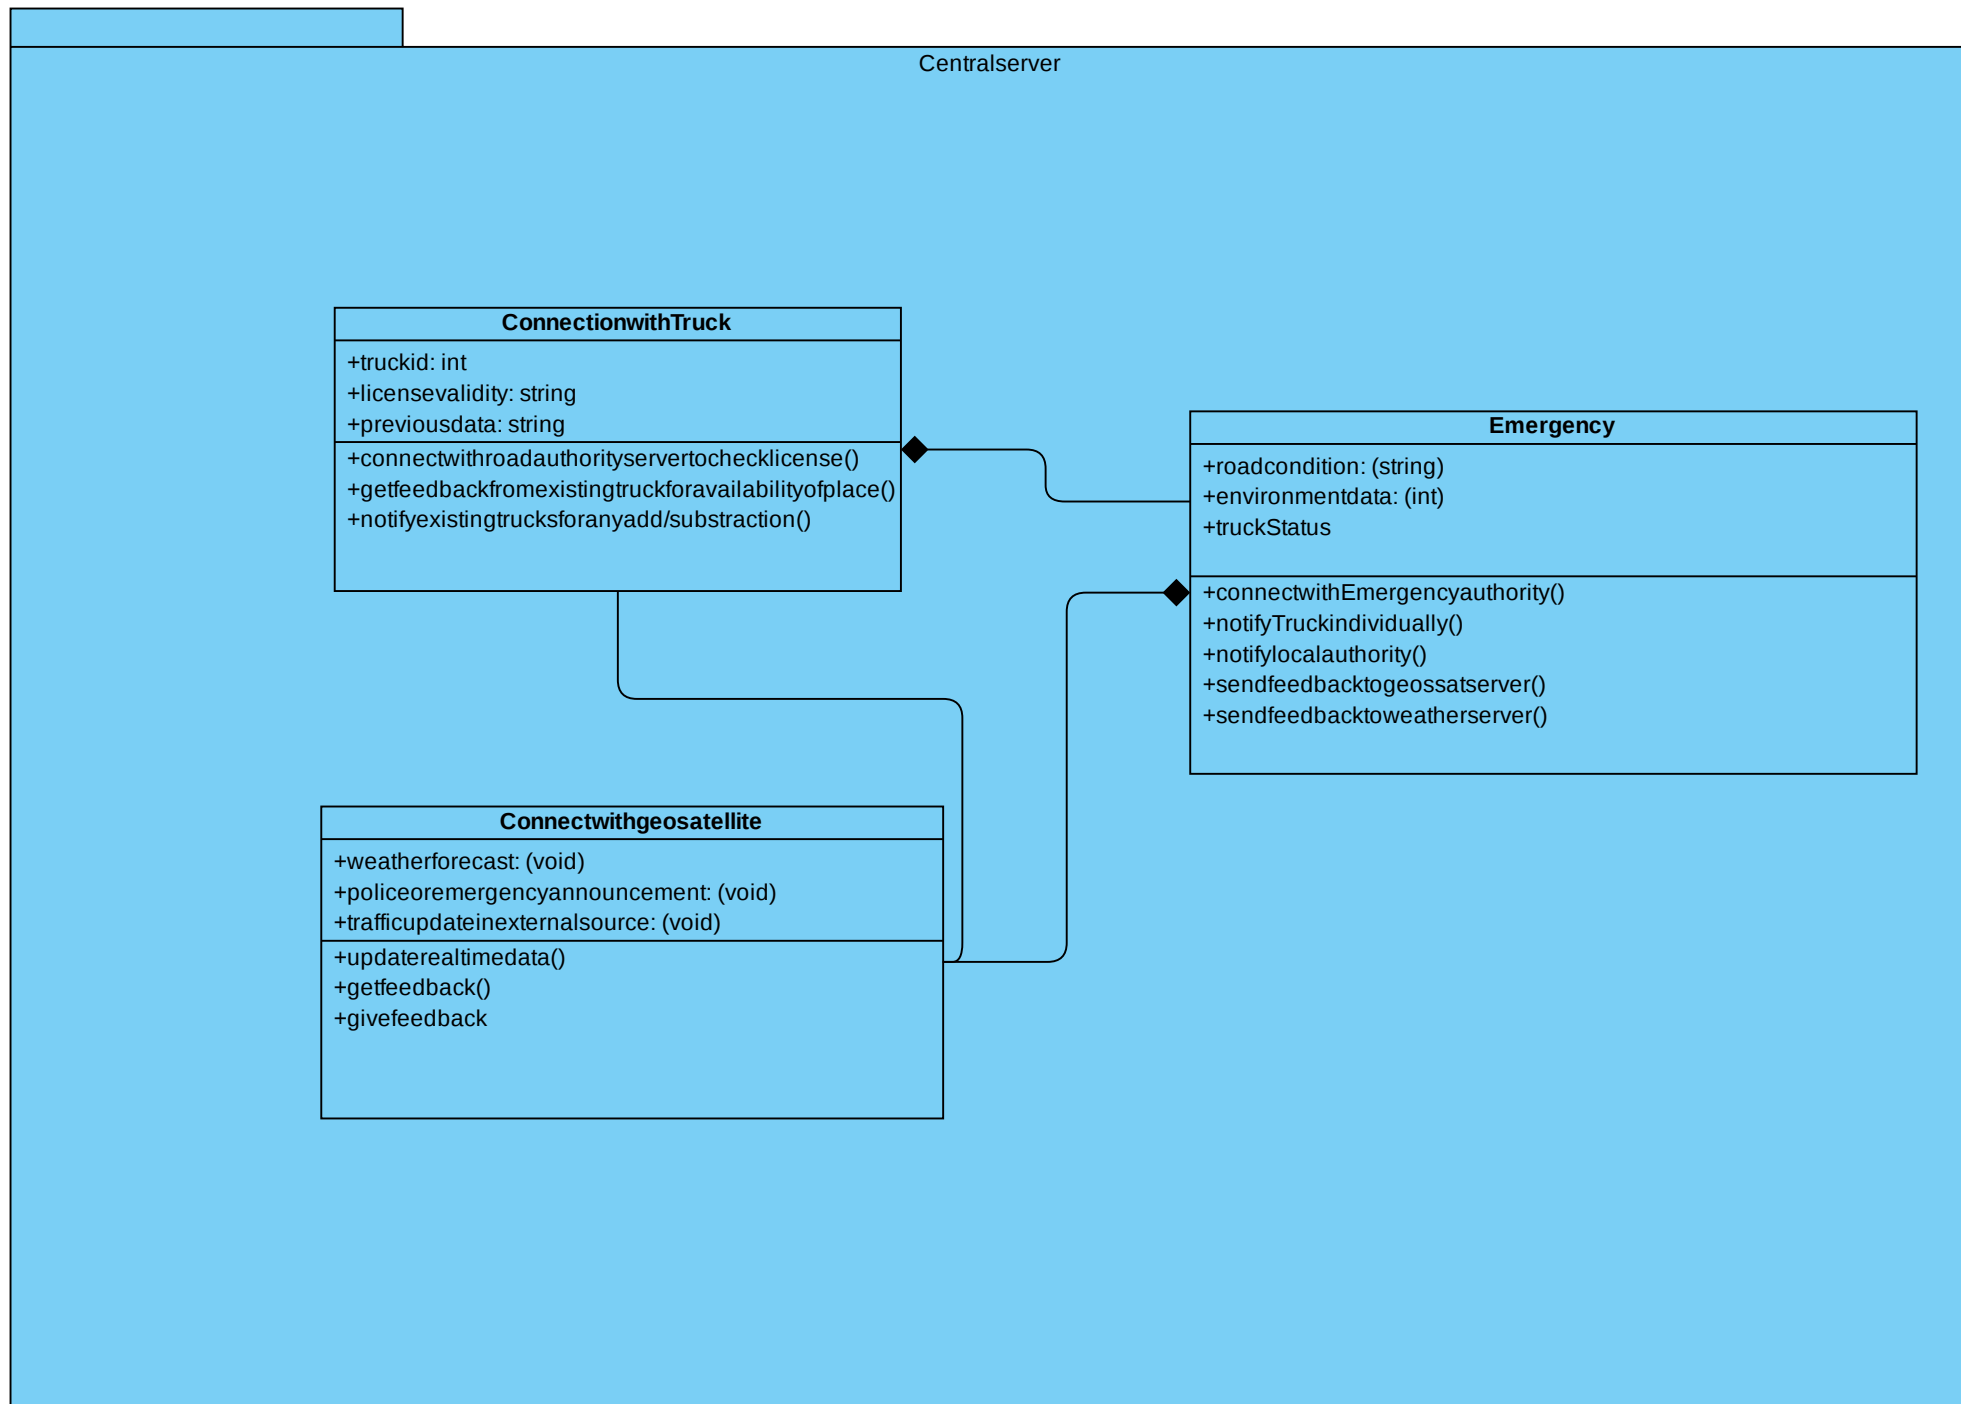 Centralserver
ConnectionwithTruck
+truckid: int
+licensevalidity: string
+previousdata: string
+connectwithroadauthorityservertochecklicense()
+getfeedbackfromexistingtruckforavailabilityofplace()
+notifyexistingtrucksforanyadd/substraction()
Emergency
+roadcondition: (string)
+environmentdata: (int)
+truckStatus
+connectwithEmergencyauthority()
+notifyTruckindividually()
+notifylocalauthority()
+sendfeedbacktogeossatserver()
+sendfeedbacktoweatherserver()
Connectwithgeosatellite
+weatherforecast: (void)
+policeoremergencyannouncement: (void)
+trafficupdateinexternalsource: (void)
+updaterealtimedata()
+getfeedback()
+givefeedback